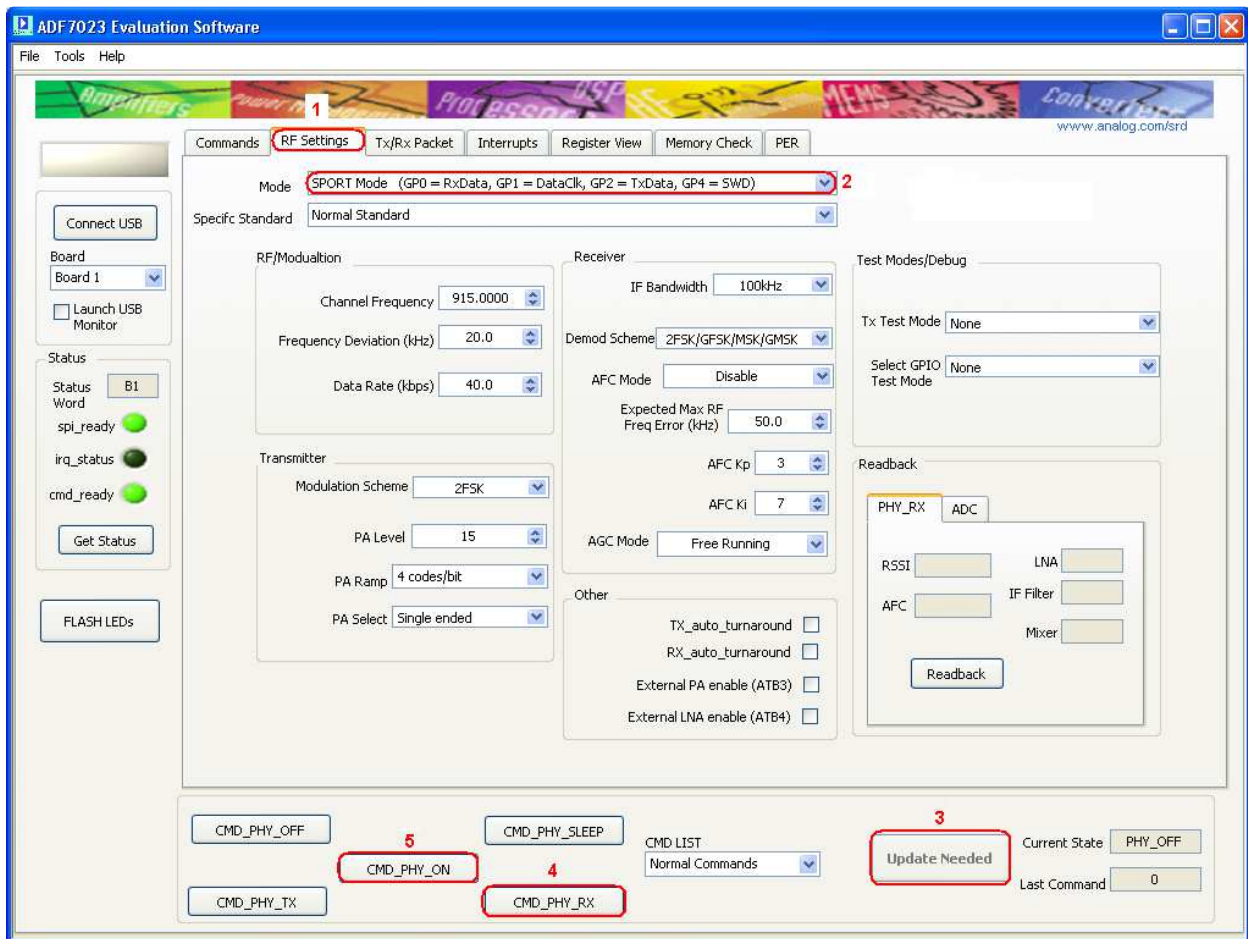 ADF7023 Evaluation Software
File Tools Help
Amplifiers Power Processors DSP RF MEMS Converters
www.analog.com/srd
1
Commands RF Settings Tx/Rx Packet Interrupts Register View Memory Check PER
Mode SPORT Mode (GP0 = RxData, GP1 = DataClk, GP2 = TxData, GP4 = SWD) 2
Specifc Standard Normal Standard
Connect USB
Board
Board 1
Launch USB
Monitor
Status
Status
Word
B1
spi_ready
irq_status
cmd_ready
Get Status
FLASH LEDs
RF/Modualtion
Channel Frequency 915.0000
Frequency Deviation (kHz) 20.0
Data Rate (kbps) 40.0
Transmitter
Modulation Scheme 2FSK
PA Level 15
PA Ramp 4 codes/bit
PA Select Single ended
Receiver
IF Bandwidth 100kHz
Demod Scheme 2FSK/GFSK/MSK/GMSK
AFC Mode Disable
Expected Max RF
Freq Error (kHz) 50.0
AFC Kp 3
AFC Ki 7
AGC Mode Free Running
Other
TX_auto_turnaround
RX_auto_turnaround
External PA enable (ATB3)
External LNA enable (ATB4)
Test Modes/Debug
Tx Test Mode None
Select GPIO
Test Mode
None
Readback
PHY_RX ADC
RSSI
AFC
LNA
IF Filter
Mixer
Readback
CMD_PHY_OFF
5
CMD_PHY_ON
CMD_PHY_TX
CMD_PHY_SLEEP
4
CMD_PHY_RX
CMD LIST
Normal Commands
3
Update Needed
Current State PHY_OFF
Last Command 0